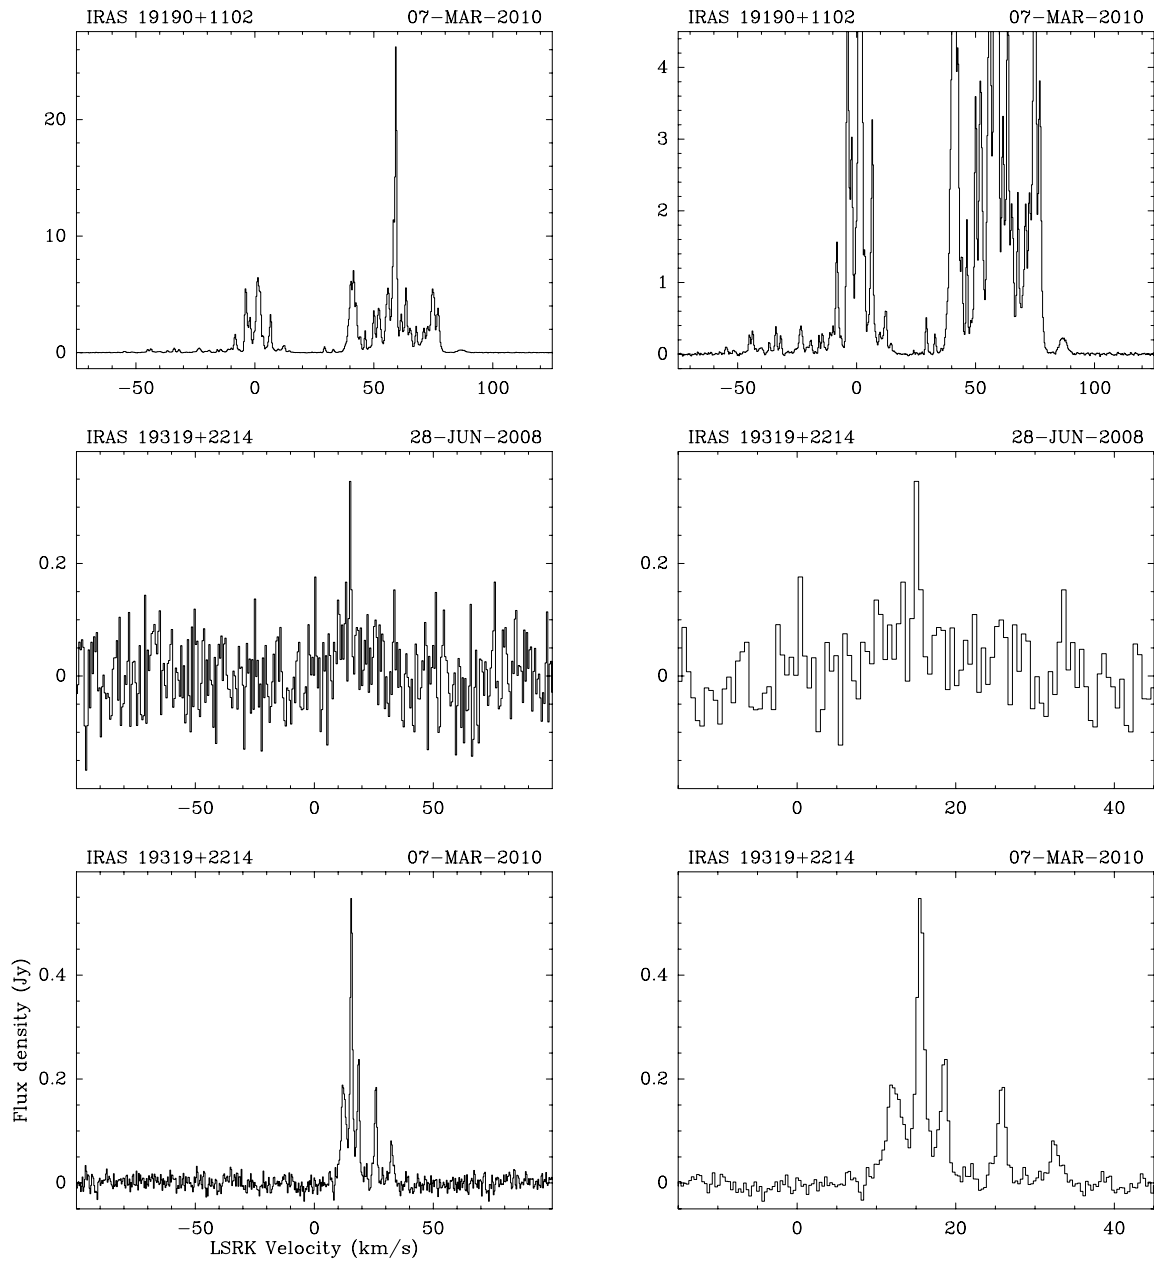 IRAS 19190+1102 07-MAR-2010
IRAS 19190+1102 07-MAR-2010
20
10
0
−50 0 50 100
4
3
2
1
0
−50 0 50 100
IRAS 19319+2214 28-JUN-2008
IRAS 19319+2214 28-JUN-2008
0.2
0
−50 0 50
0.2
0
0 20 40
IRAS 19319+2214 07-MAR-2010
IRAS 19319+2214 07-MAR-2010
Flux density (Jy)
0.4
0.2
0
−50 0 50
LSRK Velocity (km/s)
0.4
0.2
0
0 20 40